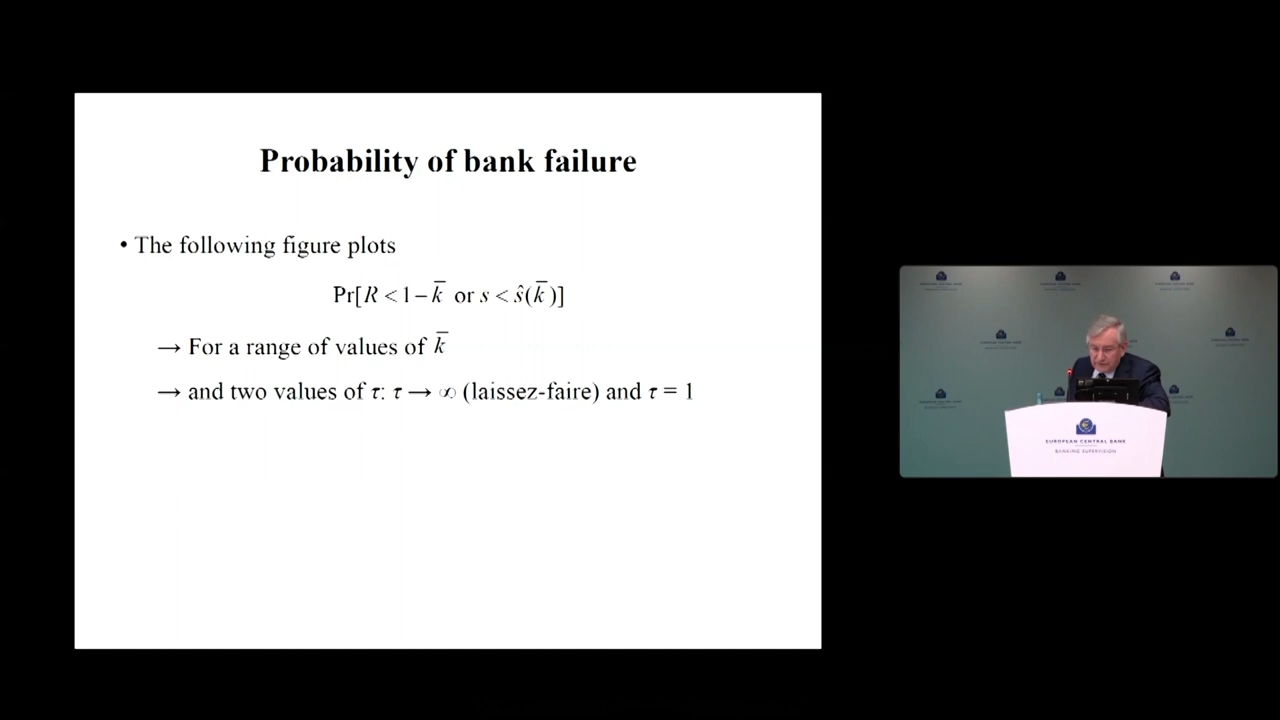 Probability of bank failure
• The following figure plots
Pr[R < 1 − k̄ or s < ŝ(k̄)]
→ For a range of values of k̄
→ and two values of τ: τ → ∞ (laissez-faire) and τ = 1
EUROPEAN CENTRAL BANK
BANKING SUPERVISION